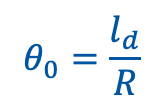 θ₀ = l_d / R